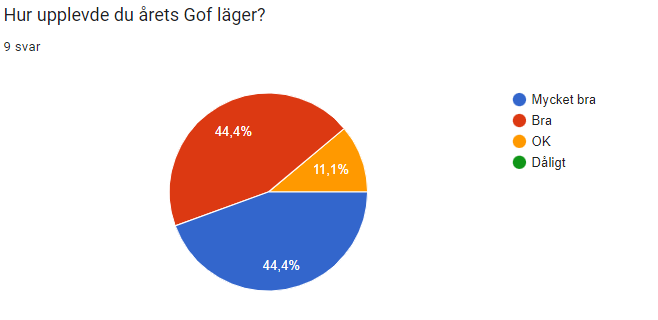 Hur upplevde du årets Gof läger?
9 svar
44,4%
11,1%
44,4%
Mycket bra
Bra
OK
Dåligt